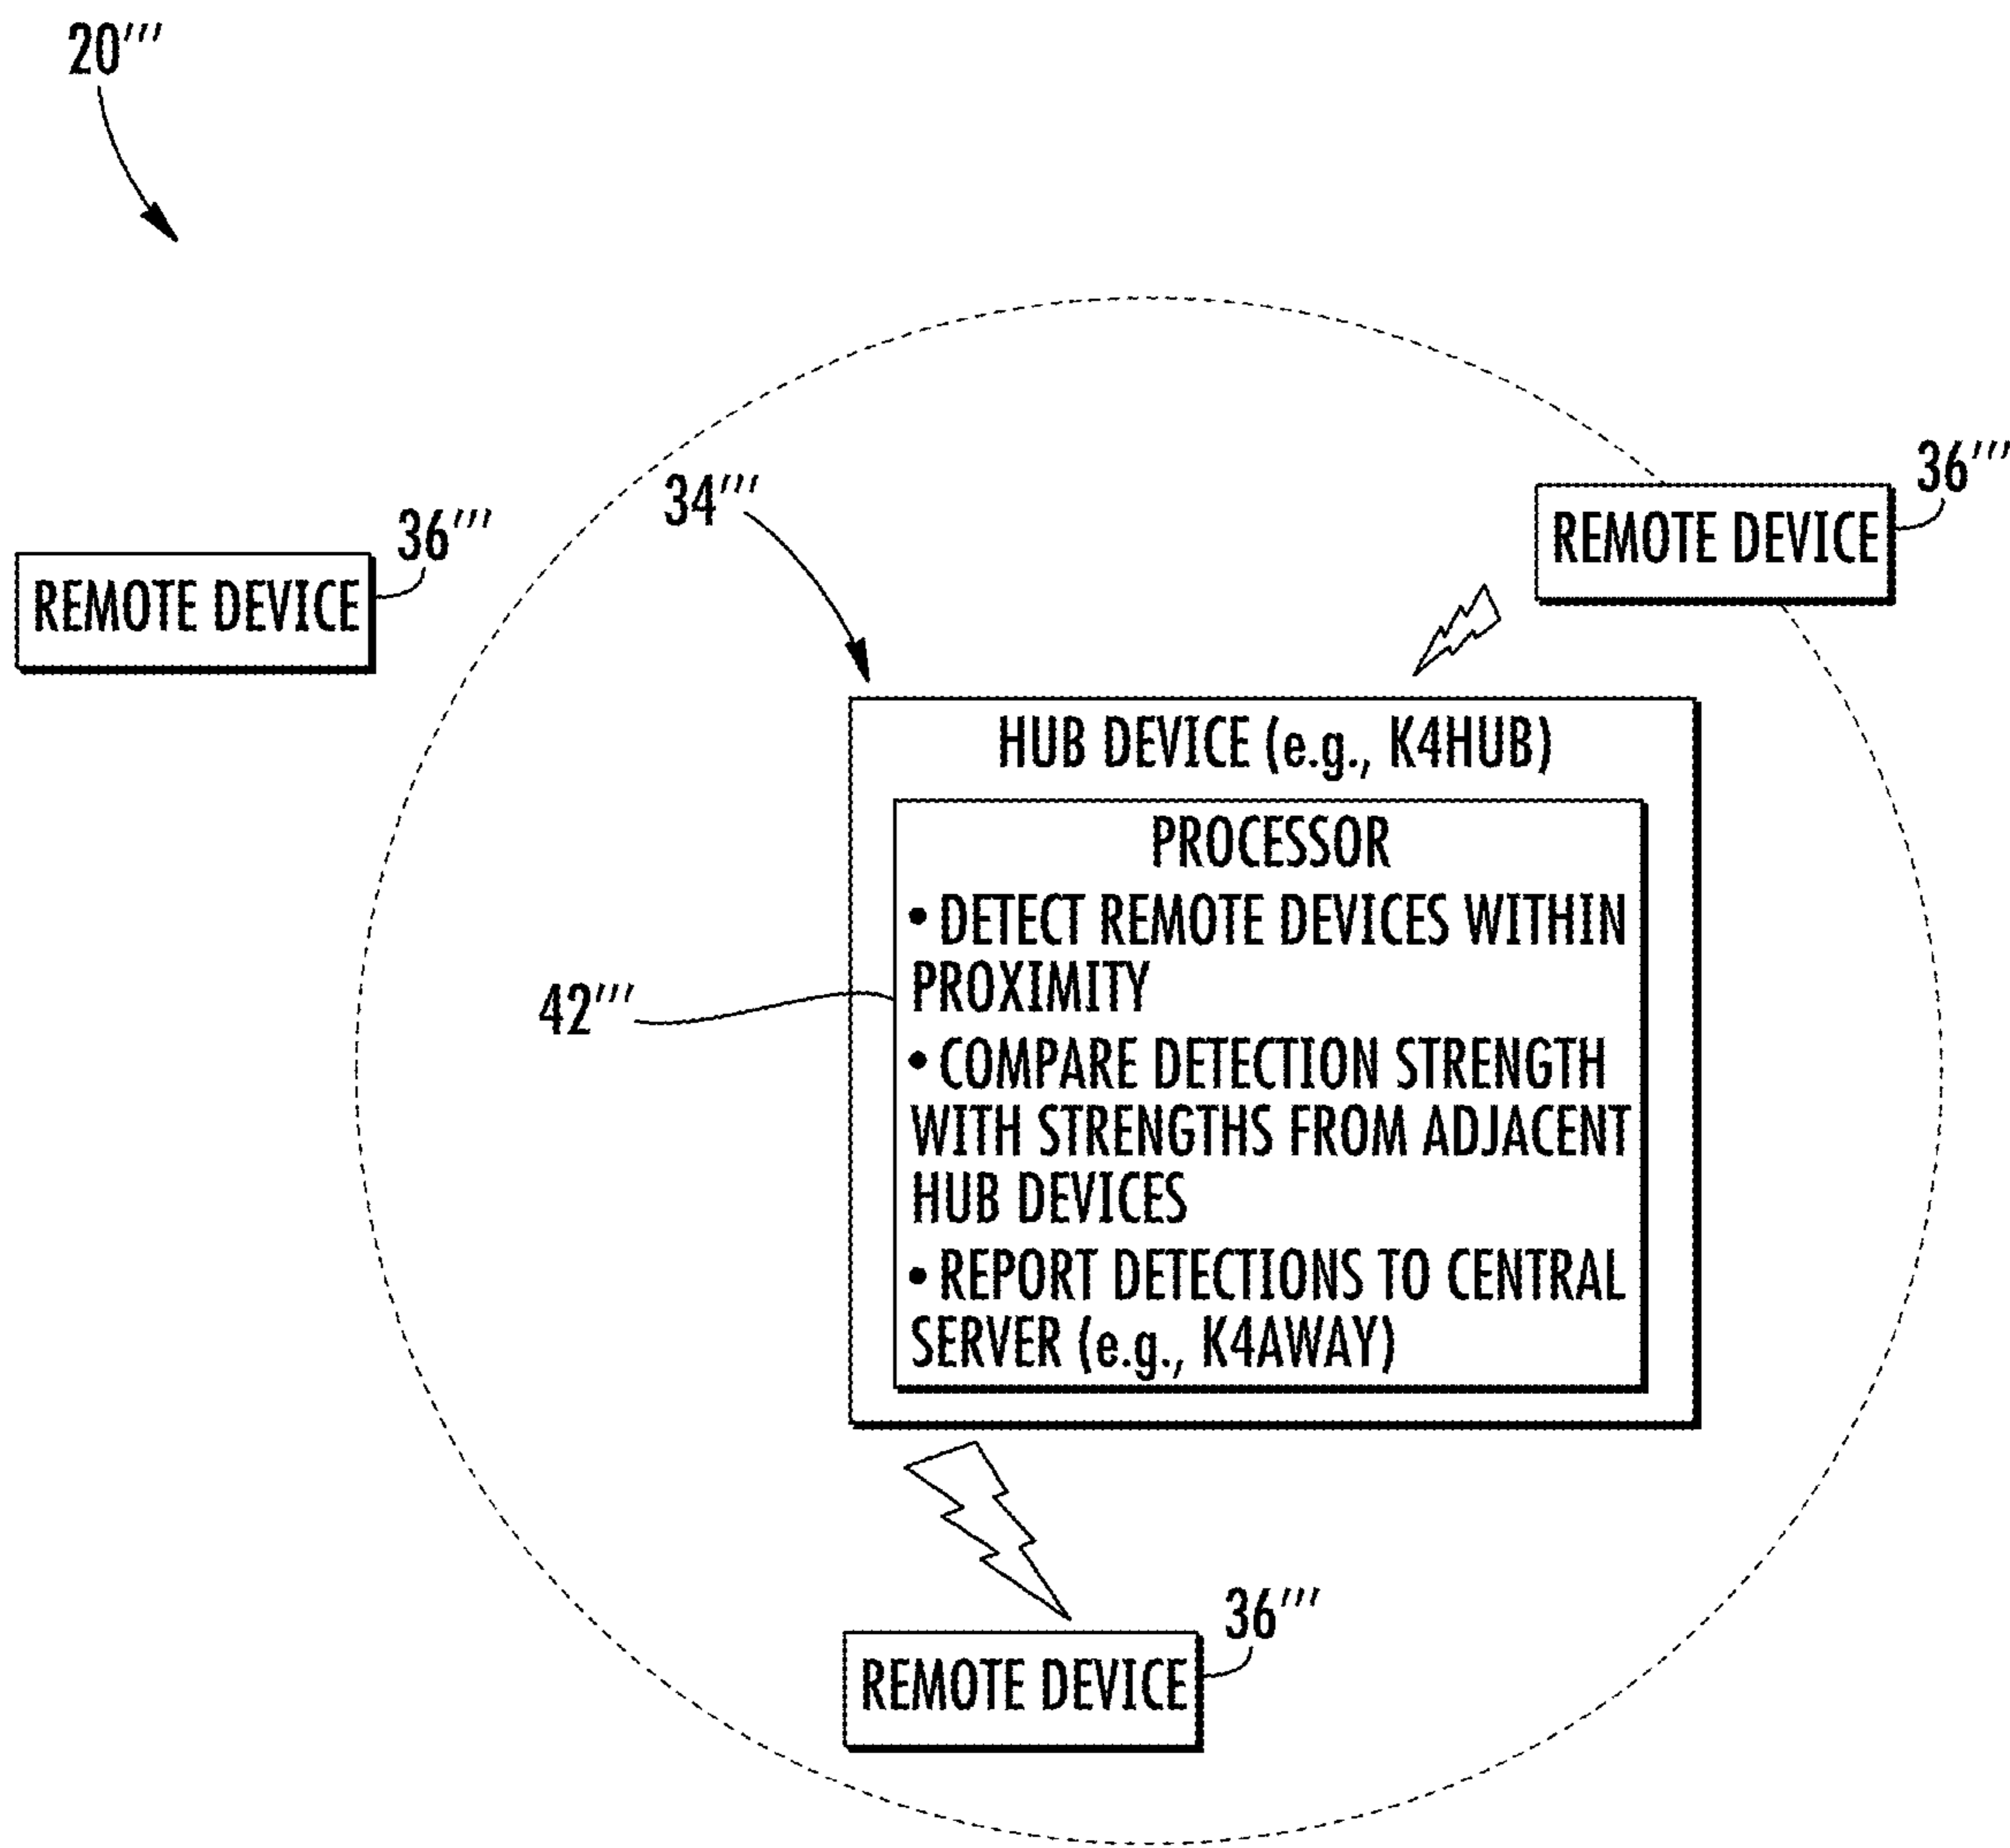 20‴
34‴
36‴
REMOTE DEVICE
36‴
REMOTE DEVICE
HUB DEVICE (e.g., K4HUB)
PROCESSOR
• DETECT REMOTE DEVICES WITHIN
PROXIMITY
42‴
• COMPARE DETECTION STRENGTH
WITH STRENGTHS FROM ADJACENT
HUB DEVICES
• REPORT DETECTIONS TO CENTRAL
SERVER (e.g., K4AWAY)
36‴
REMOTE DEVICE